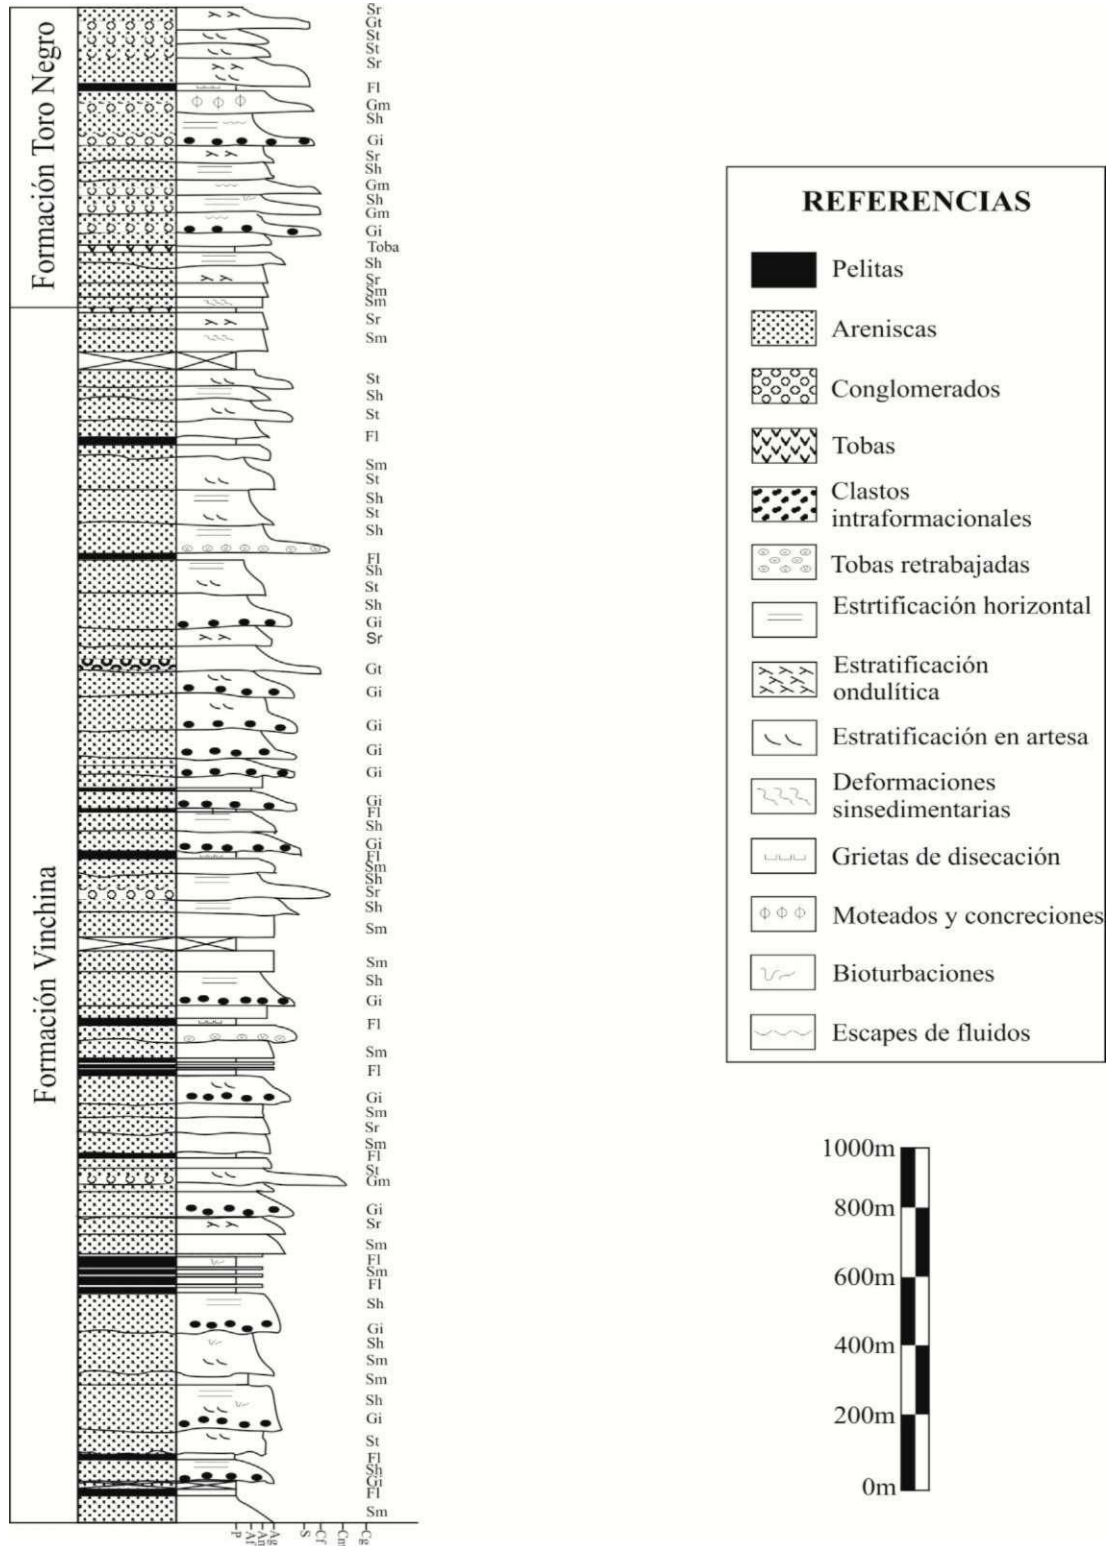 Formación Toro Negro
Formación Vinchina
Sr
Gt
St
St
Sr
Fl
Gm
Sh
Gi
Sr
Sh
Gm
Sh
Gm
Gi
Toba
Sh
Sr
Sm
Sm
Sr
Sm
St
Sh
St
Fl
Sm
St
Sh
St
Sh
Fl
Sh
St
Sh
Gi
Sr
Gt
Gi
Gi
Gi
Gi
Gi
Fl
Sh
Gi
Fl
Sm
Sh
Sr
Sh
Sm
Sm
Sh
Gi
Fl
Sm
Fl
Gi
Sm
Sr
Sm
Fl
St
Gm
Gi
Sr
Sm
Fl
Sm
Fl
Sh
Gi
Sh
Sm
Sm
Sh
Gi
St
Fl
Sh
Gi
Fl
Sm
P Af Am Ag S Cf Cm Cg
REFERENCIAS
Pelitas
Areniscas
Conglomerados
Tobas
Clastos
intraformacionales
Tobas retrabajadas
Estrtificación horizontal
Estratificación
ondulítica
Estratificación en artesa
Deformaciones
sinsedimentarias
Grietas de disecación
Moteados y concreciones
Bioturbaciones
Escapes de fluidos
1000m
800m
600m
400m
200m
0m